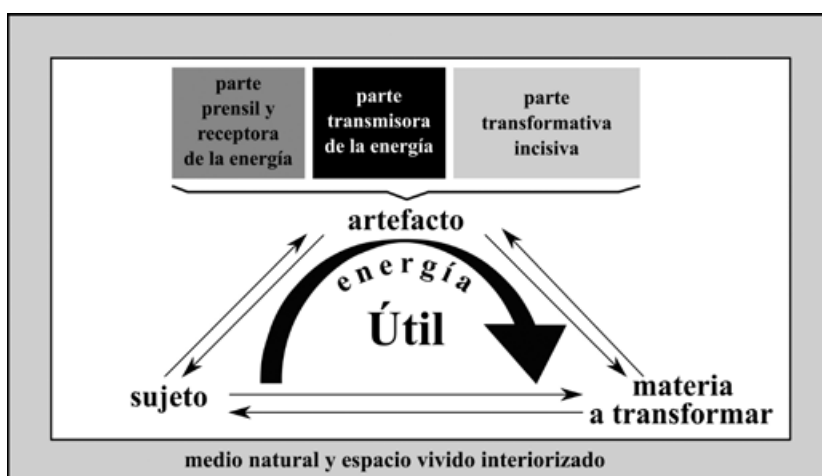 parte
prensil y
receptora
de la energía
parte
transmisora
de la energía
parte
transformativa
incisiva
artefacto
energía
Útil
sujeto
materia
a transformar
medio natural y espacio vivido interiorizado